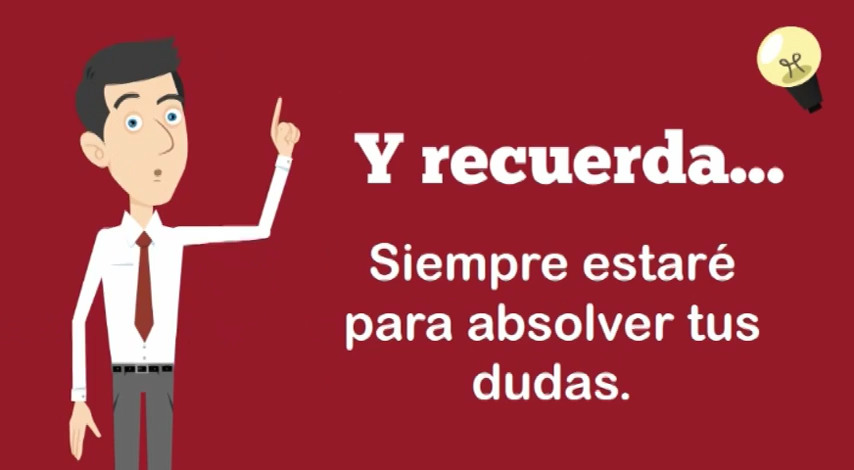 Y recuerda...
Siempre estaré
para absolver tus
dudas.